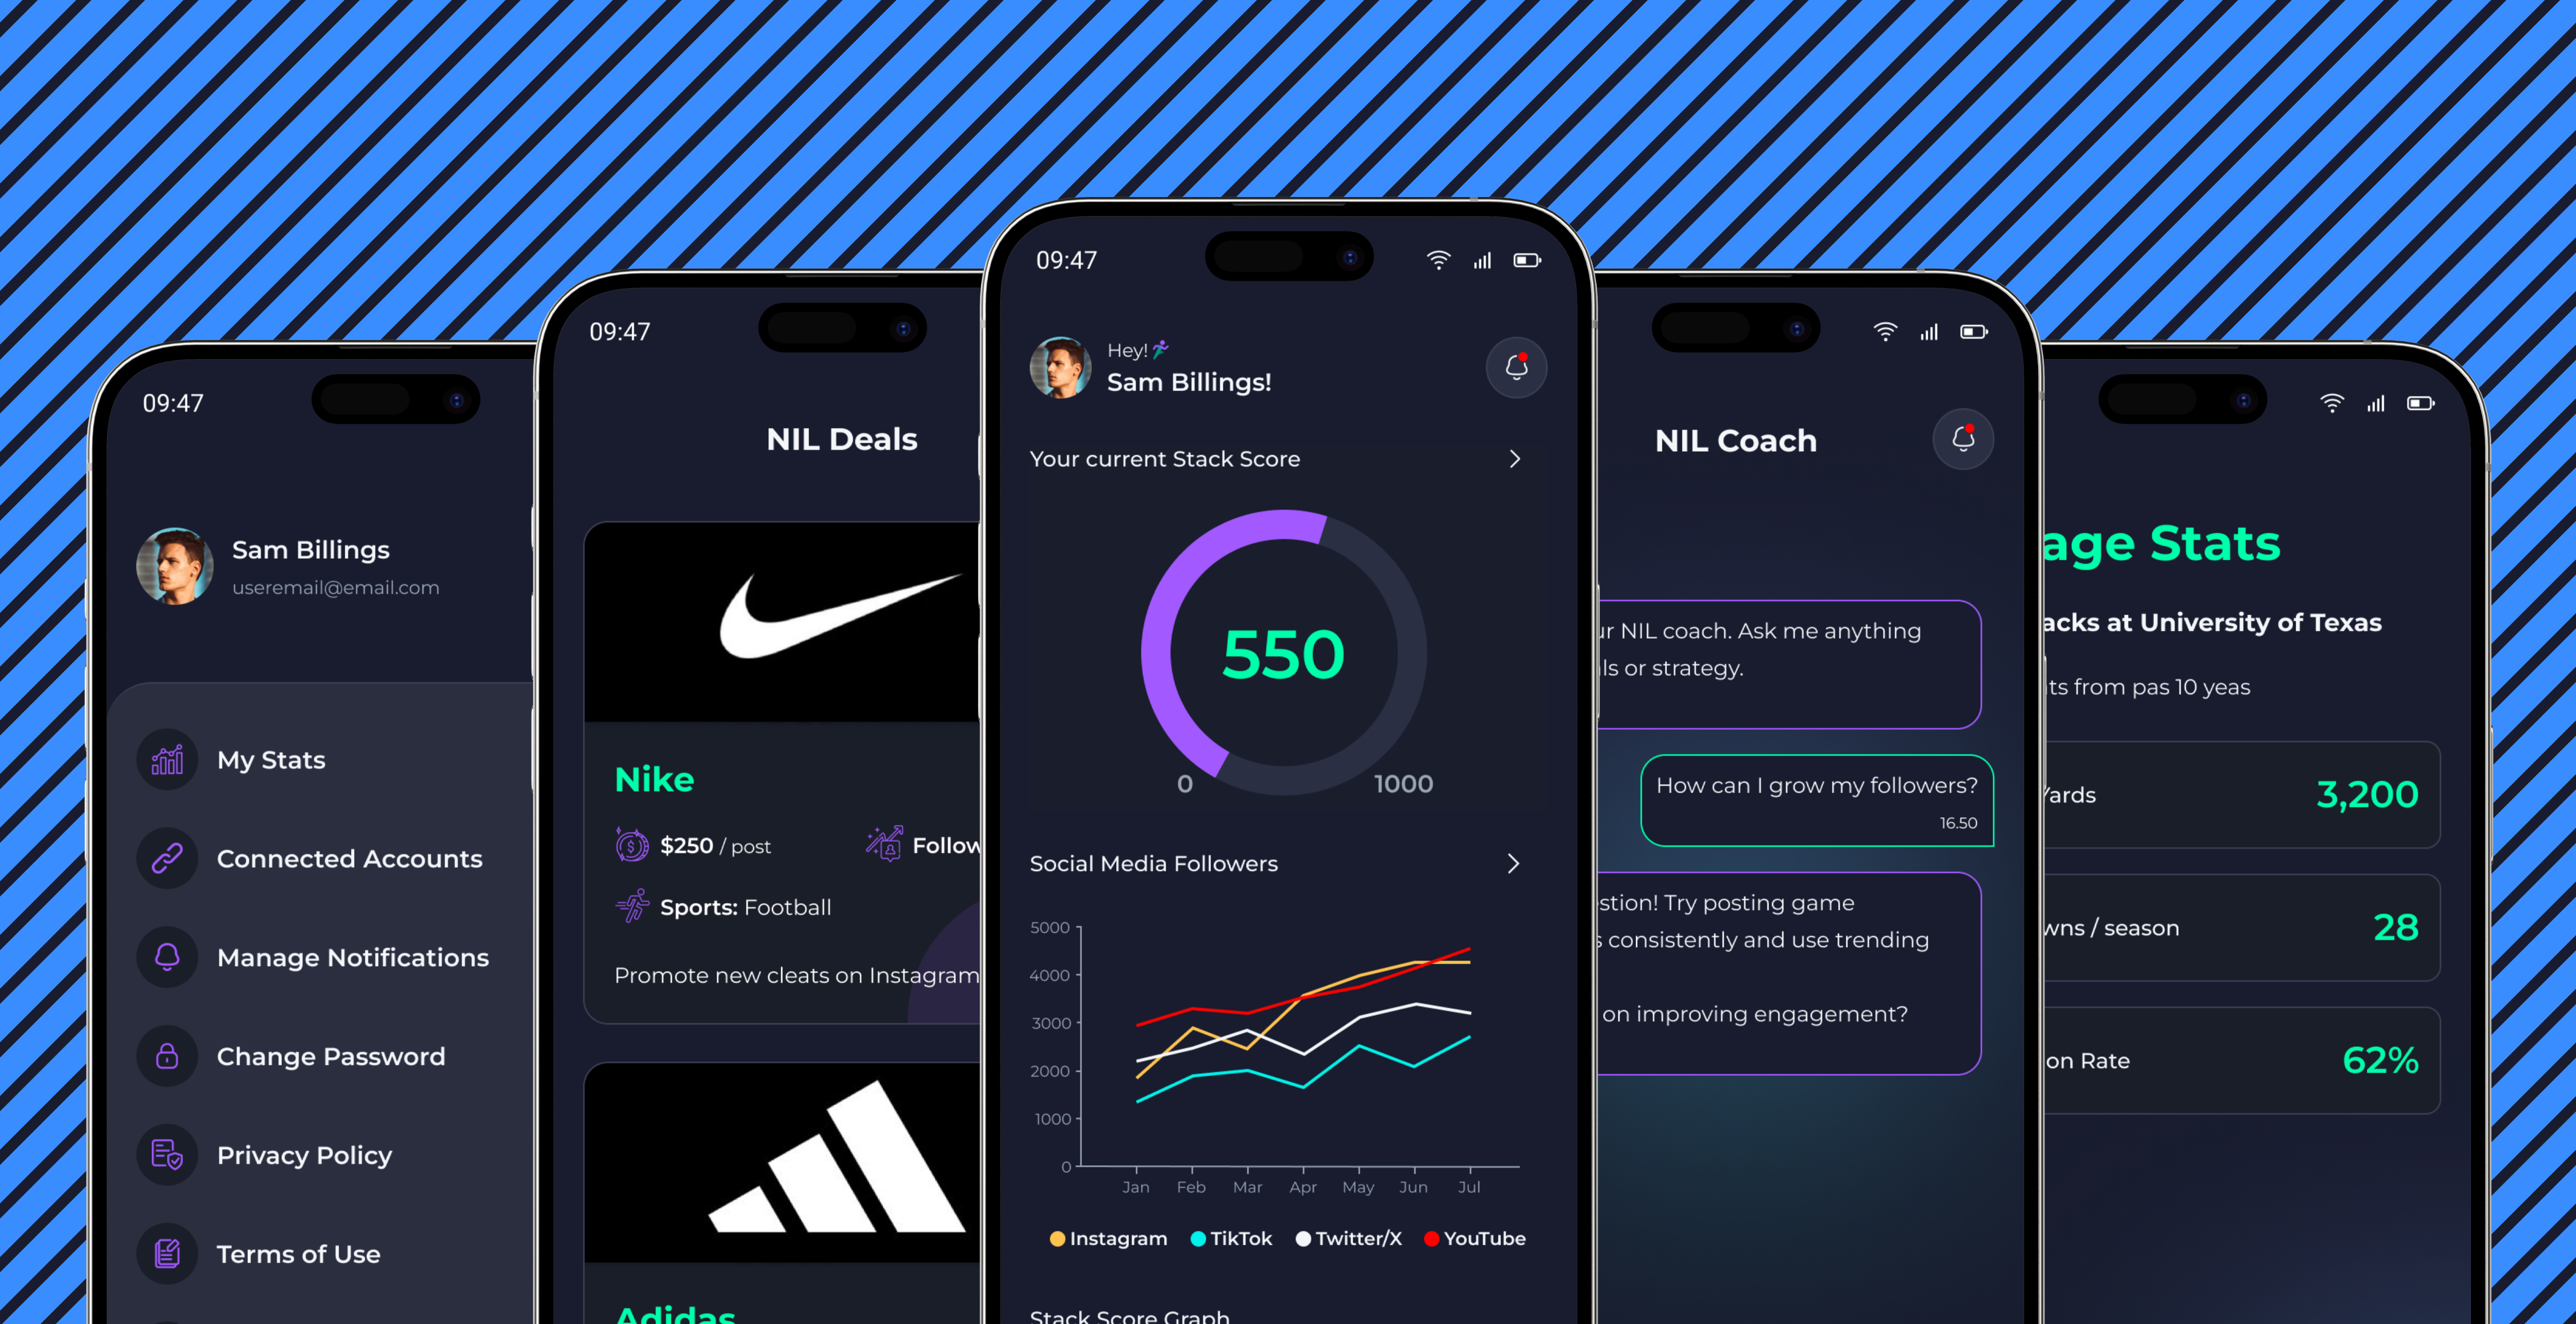 09:47
Sam Billings
useremail@email.com
My Stats
Connected Accounts
Manage Notifications
Change Password
Privacy Policy
Terms of Use
09:47
NIL Deals
Nike
$250 / post
Follow
Sports: Football
Promote new cleats on Instagram
Adidas
09:47
Hey!
Sam Billings!
Your current Stack Score
550
0
1000
Social Media Followers
5000
4000
3000
2000
1000
0
Jan Feb Mar Apr May Jun Jul
Instagram TikTok Twitter/X YouTube
Stack Score Graph
NIL Coach
NIL coach. Ask me anything
or strategy.
How can I grow my followers?
16.50
Try posting game
consistently and use trending
on improving engagement?
age Stats
acks at University of Texas
ts from pas 10 yeas
ards
3,200
wns / season
28
on Rate
62%